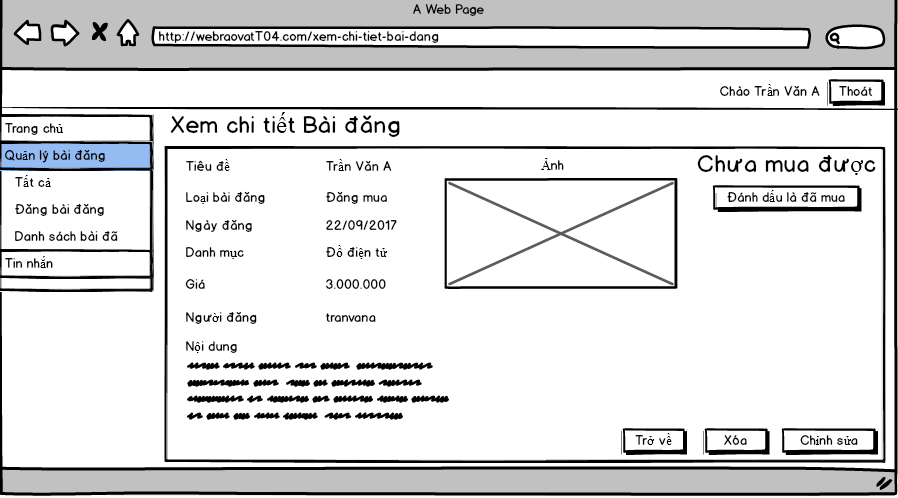 A Web Page
http://webraovatT04.com/xem-chi-tiet-bai-dang
Chào Trần Văn A
Thoát
Trang chủ
Quản lý bài đăng
Tất cả
Đăng bài đăng
Danh sách bài đã
Tin nhắn
Xem chi tiết Bài đăng
Tiêu đề Trần Văn A
Loại bài đăng Đăng mua
Ngày đăng 22/09/2017
Danh mục Đồ điện tử
Giá 3.000.000
Người đăng tranvana
Nội dung
Ảnh
Chưa mua được
Đánh dấu là đã mua
Trở về
Xóa
Chỉnh sửa